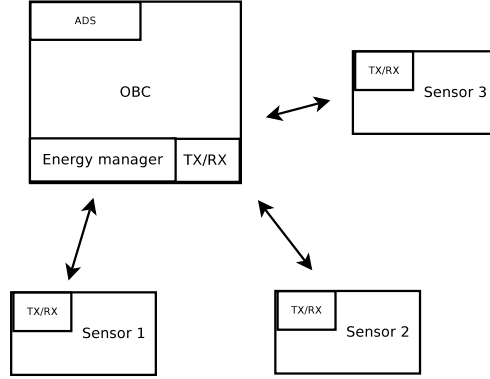 ADS
OBC
Energy manager
TX/RX
TX/RX
Sensor 3
TX/RX
Sensor 1
TX/RX
Sensor 2